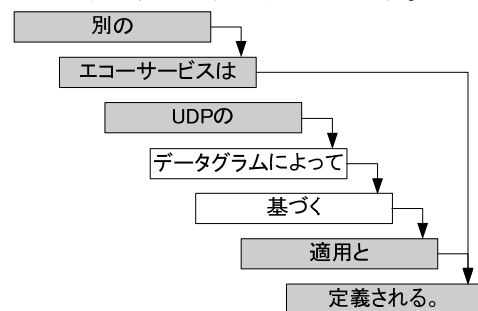 別の
エコーサービスは
UDPの
データグラムによって
基づく
適用と
定義される。